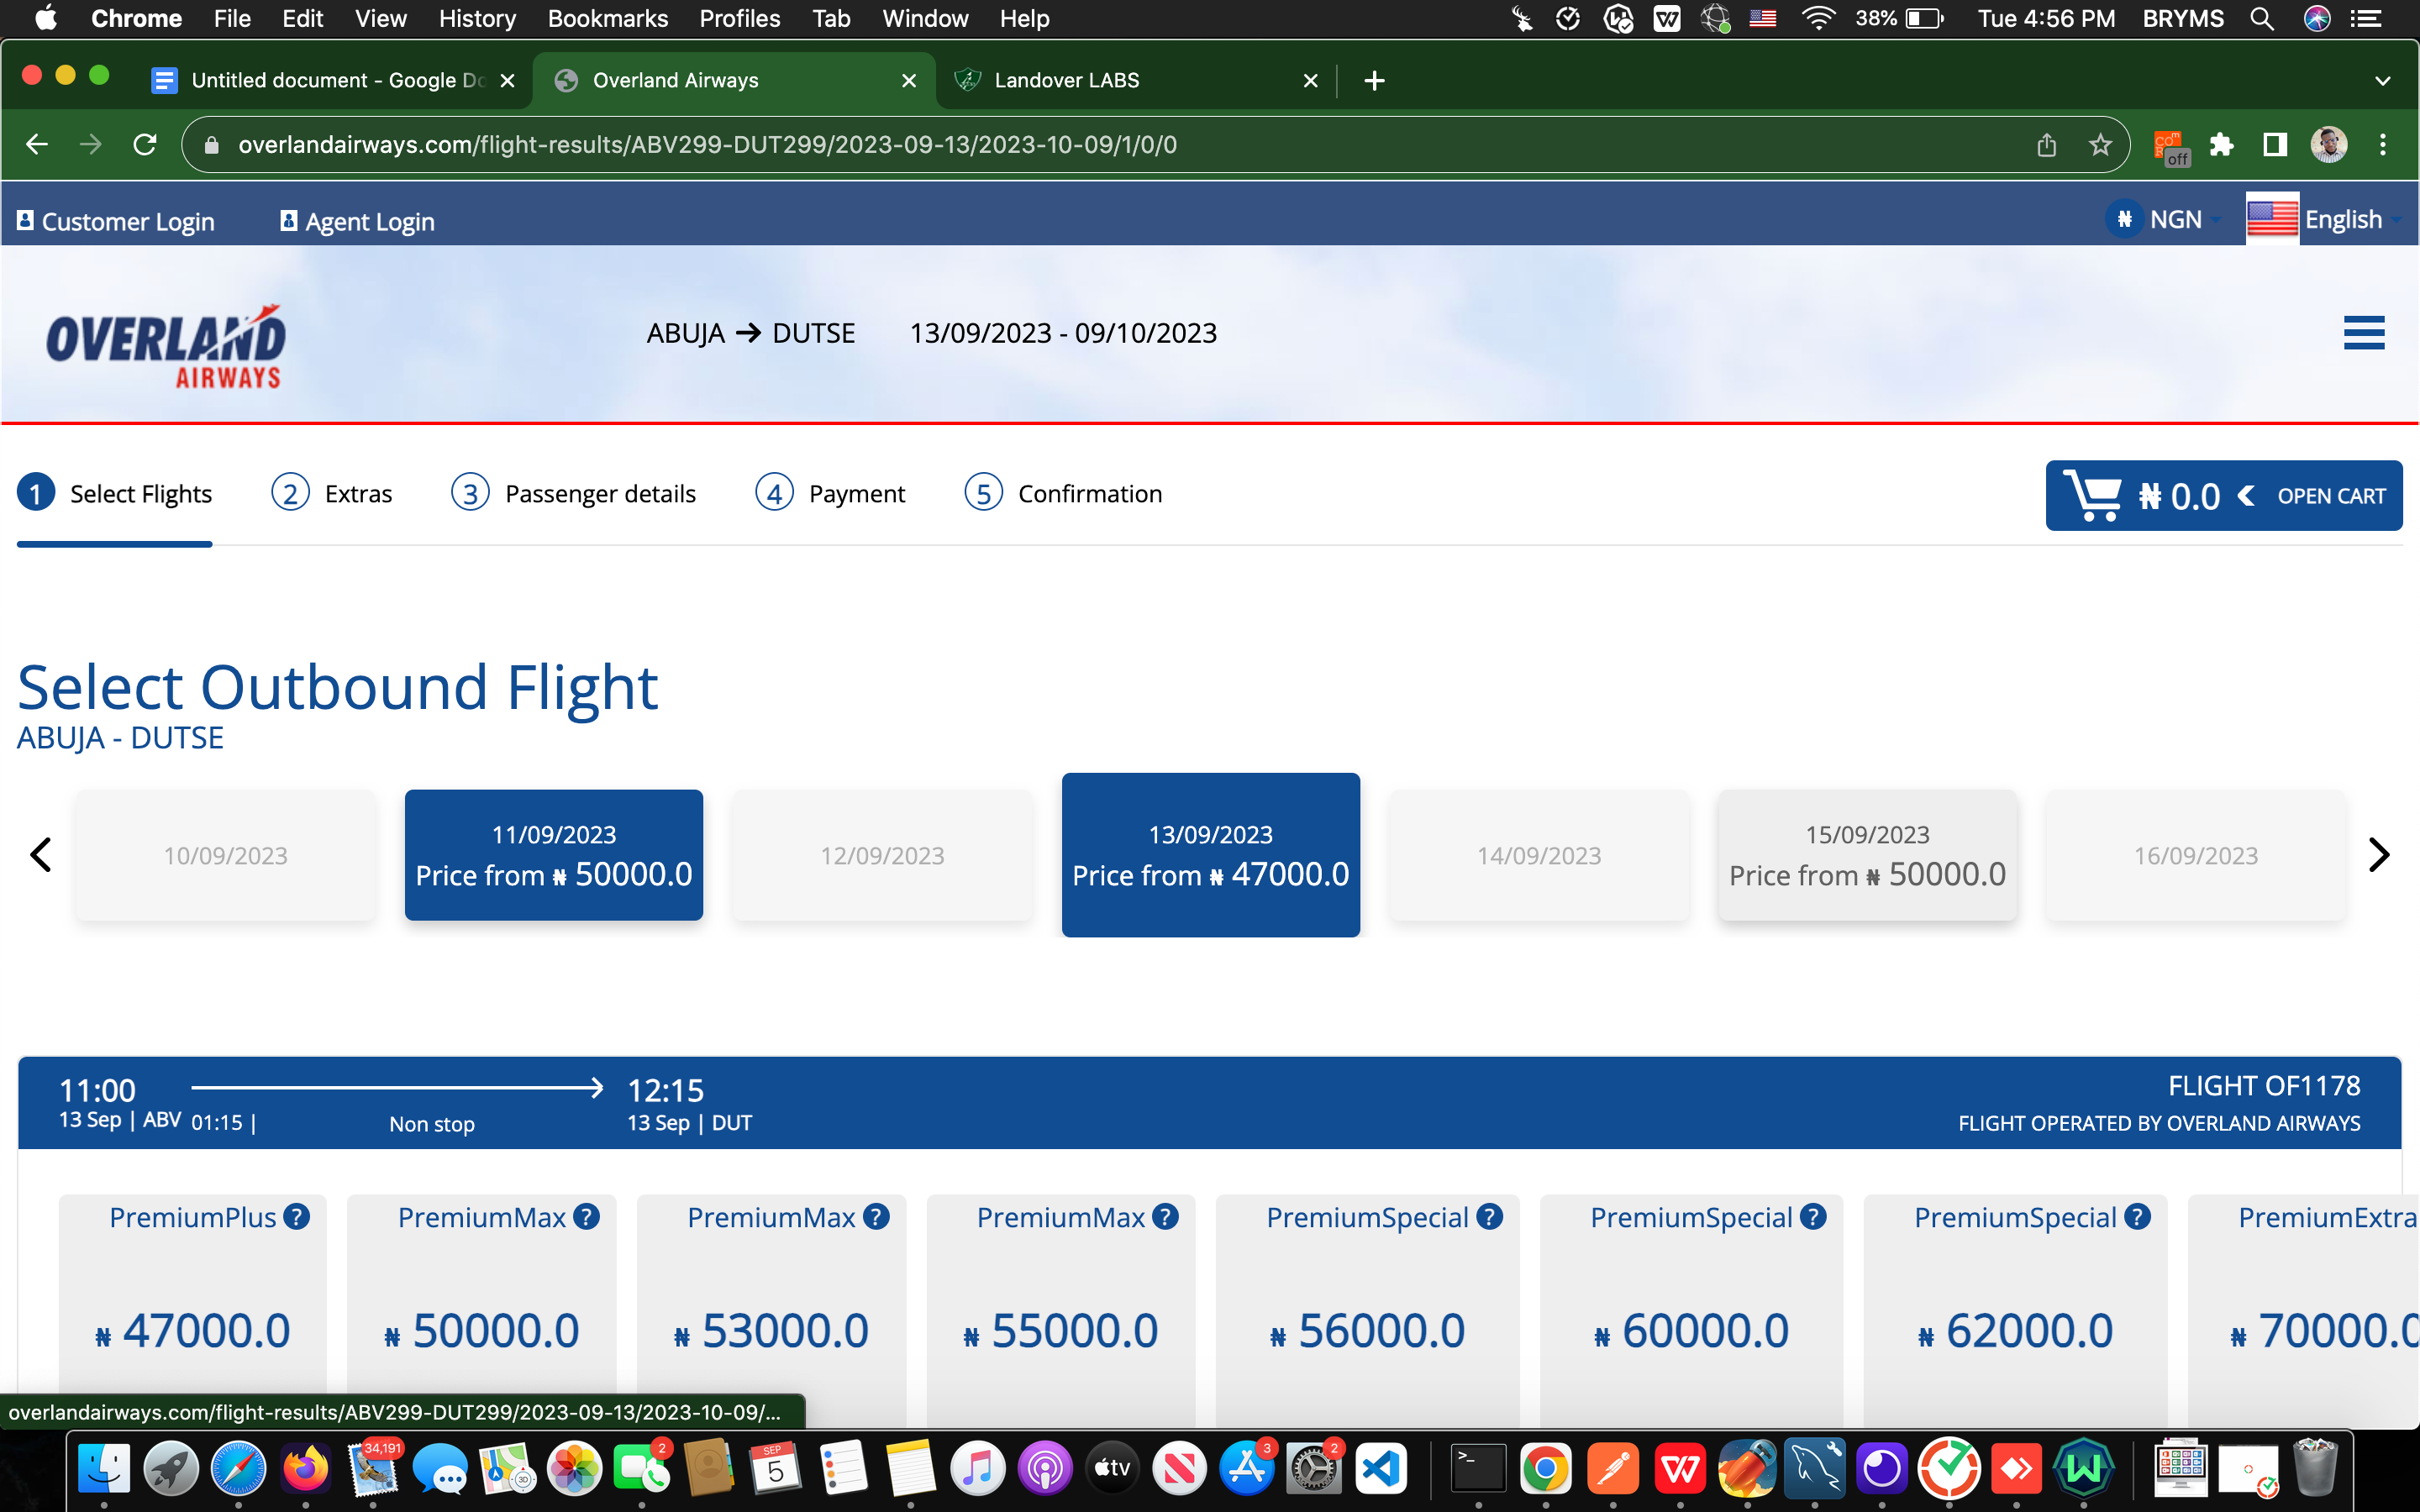 Chrome File Edit View History Bookmarks Profiles Tab Window Help 38% Tue 4:56 PM BRYMS
Untitled document - Google Do Overland Airways Landover LABS
overlandairways.com/flight-results/ABV299-DUT299/2023-09-13/2023-10-09/1/0/0 off
Customer Login Agent Login ₦ NGN English
OVERLAND
AIRWAYS
ABUJA → DUTSE 13/09/2023 - 09/10/2023
1 Select Flights 2 Extras 3 Passenger details 4 Payment 5 Confirmation ₦ 0.0 OPEN CART
Select Outbound Flight
ABUJA - DUTSE
10/09/2023
11/09/2023
Price from ₦ 50000.0
12/09/2023
13/09/2023
Price from ₦ 47000.0
14/09/2023
15/09/2023
Price from ₦ 50000.0
16/09/2023
11:00 12:15 FLIGHT OF1178
13 Sep | ABV 01:15 | Non stop 13 Sep | DUT FLIGHT OPERATED BY OVERLAND AIRWAYS
PremiumPlus ? PremiumMax ? PremiumMax ? PremiumMax ? PremiumSpecial ? PremiumSpecial ? PremiumSpecial ? PremiumExtra
₦ 47000.0 ₦ 50000.0 ₦ 53000.0 ₦ 55000.0 ₦ 56000.0 ₦ 60000.0 ₦ 62000.0 ₦ 70000.0
overlandairways.com/flight-results/ABV299-DUT299/2023-09-13/2023-10-09/...
34,191 2 SEP 5 tv 3 2